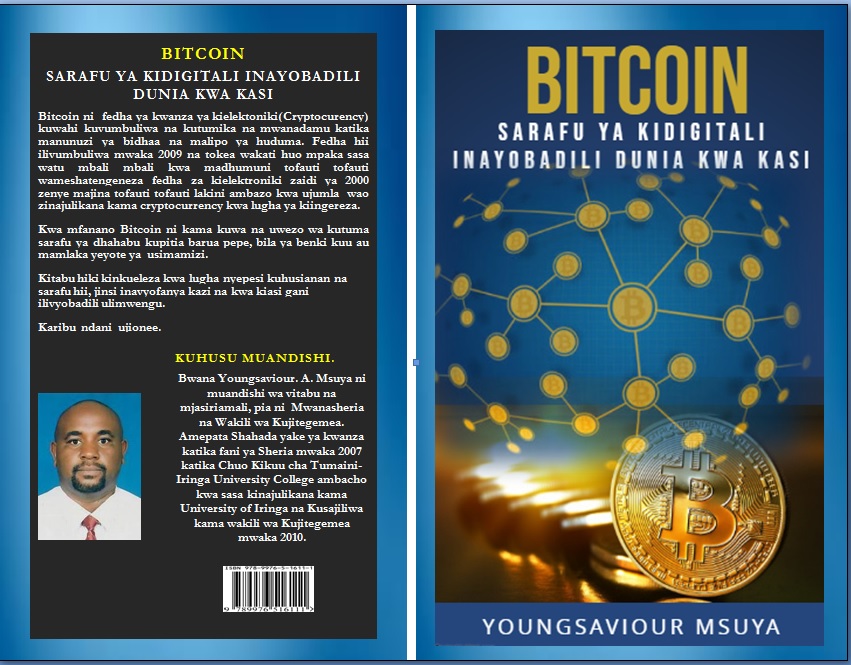 BITCOIN
SARAFU YA KIDIGITALI INAYOBADILI
DUNIA KWA KASI
Bitcoin ni fedha ya kwanza ya kielektoniki(Cryptocurency)
kuwahi kuvumbuliwa na kutumika na mwanadamu katika
manunuzi ya bidhaa na malipo ya huduma. Fedha hii
ilivumbuliwa mwaka 2009 na tokea wakati huo mpaka sasa
watu mbali mbali kwa madhumuni tofauti tofauti
wameshatengeneza fedha za kielektroniki zaidi ya 2000
zenye majina tofauti tofauti lakini ambazo kwa ujumla wao
zinajulikana kama cryptocurrency kwa lugha ya kiingereza.
Kwa mfanano Bitcoin ni kama kuwa na uwezo wa kutuma
sarafu ya dhahabu kupitia barua pepe, bila ya benki kuu au
mamlaka yeyote ya usimamizi.
Kitabu hiki kinkueleza kwa lugha nyepesi kuhusianan na
sarafu hii, jinsi inavyofanya kazi na kwa kiasi gani
ilivyobadili ulimwengu.
Karibu ndani ujionee.
KUHUSU MUANDISHI.
Bwana Youngsaviour. A. Msuya ni
muandishi wa vitabu na
mjasiriamali, pia ni Mwanasheria
na Wakili wa Kujitegemea.
Amepata Shahada yake ya kwanza
katika fani ya Sheria mwaka 2007
katika Chuo Kikuu cha Tumaini-
Iringa University College ambacho
kwa sasa kinajulikana kama
University of Iringa na Kusajiliwa
kama wakili wa Kujitegemea
mwaka 2010.
ISBN 978-9976-5-1611-1
9 789976 516111
BITCOIN
SARAFU YA KIDIGITALI
INAYOBADILI DUNIA KWA KASI
YOUNGSAVIOUR MSUYA